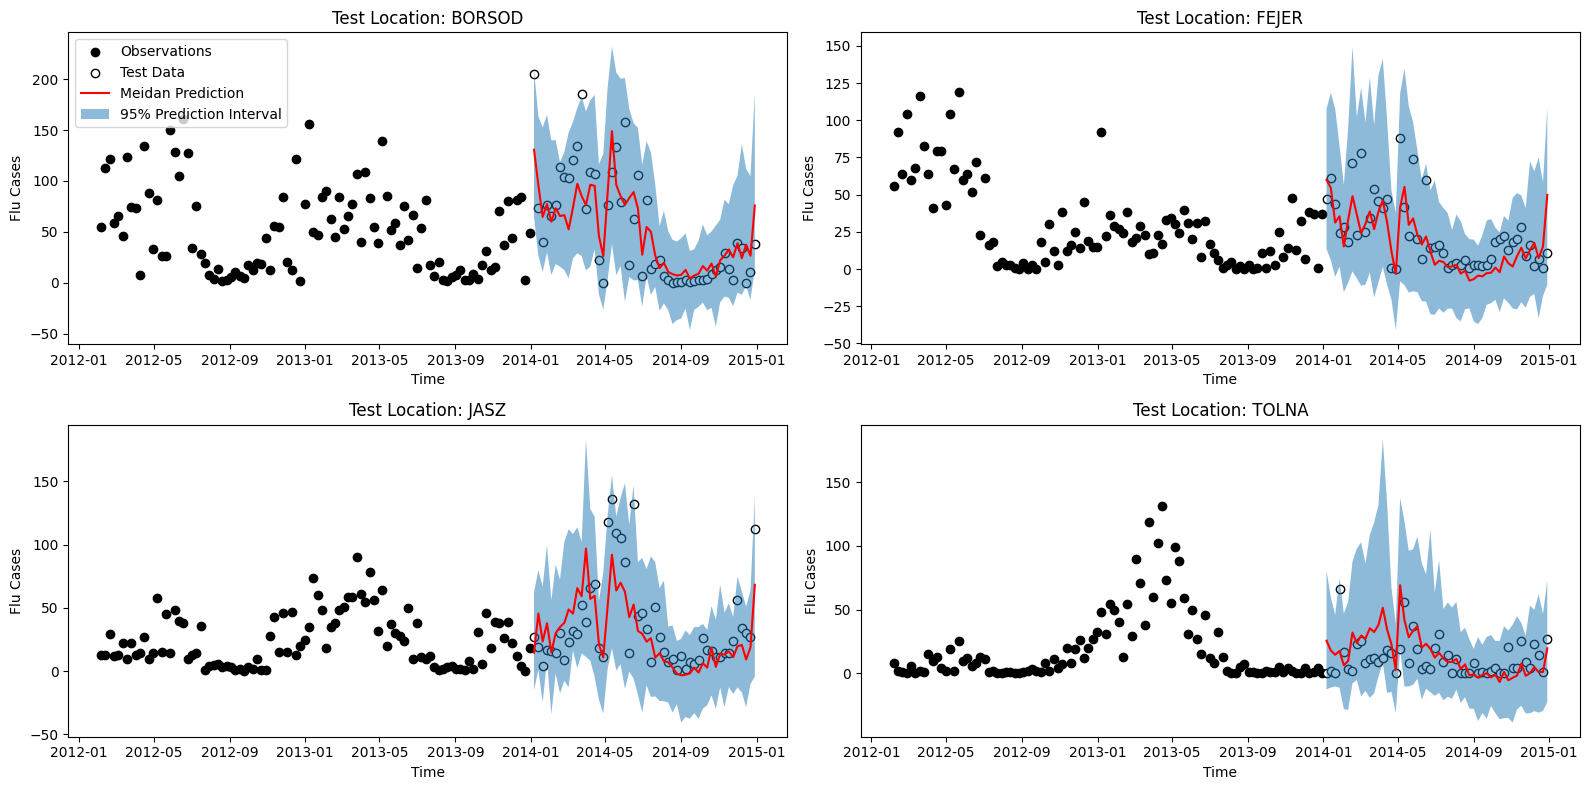 Test Location: BORSOD
Observations
Test Data
Meidan Prediction
95% Prediction Interval
Flu Cases
200
150
100
50
0
−50
2012-01 2012-05 2012-09 2013-01 2013-05 2013-09 2014-01 2014-05 2014-09 2015-01
Time
Test Location: FEJER
Flu Cases
150
125
100
75
50
25
0
−25
−50
2012-01 2012-05 2012-09 2013-01 2013-05 2013-09 2014-01 2014-05 2014-09 2015-01
Time
Test Location: JASZ
Flu Cases
150
100
50
0
−50
2012-01 2012-05 2012-09 2013-01 2013-05 2013-09 2014-01 2014-05 2014-09 2015-01
Time
Test Location: TOLNA
Flu Cases
150
100
50
0
2012-01 2012-05 2012-09 2013-01 2013-05 2013-09 2014-01 2014-05 2014-09 2015-01
Time